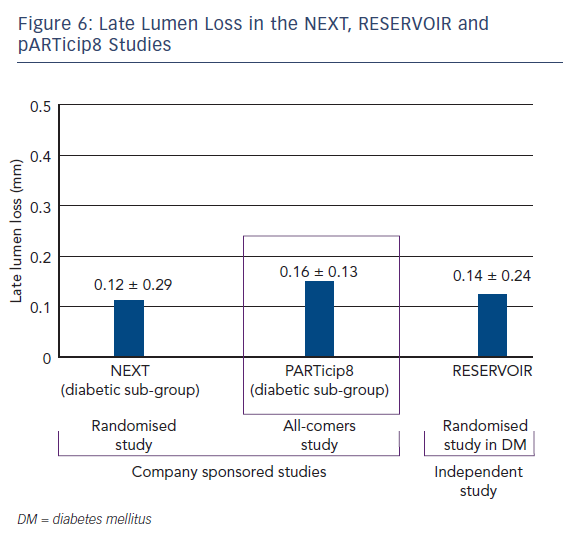 Figure 6: Late Lumen Loss in the NEXT, RESERVOIR and
pARTicip8 Studies
0.5
0.4
0.3
0.2
0.1
0
Late lumen loss (mm)
0.12 ± 0.29
0.16 ± 0.13
0.14 ± 0.24
NEXT
(diabetic sub-group)
PARTicip8
(diabetic sub-group)
RESERVOIR
Randomised
study
All-comers
study
Randomised
study in DM
Company sponsored studies
Independent
study
DM = diabetes mellitus